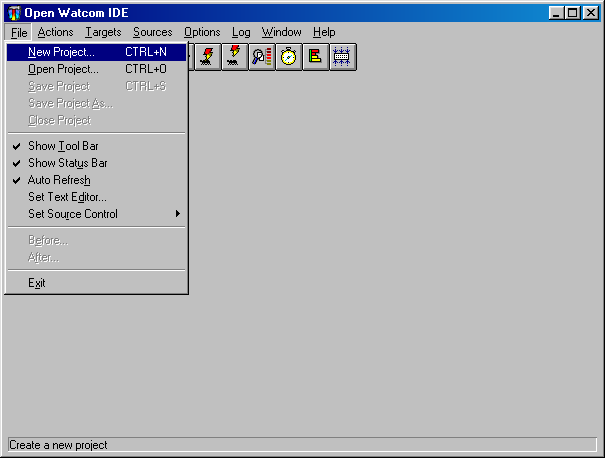 Open Watcom IDE
File Actions Targets Sources Options Log Window Help
New Project... CTRL+N
Open Project... CTRL+O
Save Project CTRL+S
Save Project As...
Close Project
Show Tool Bar
Show Status Bar
Auto Refresh
Set Text Editor...
Set Source Control
Before...
After...
Exit
Create a new project